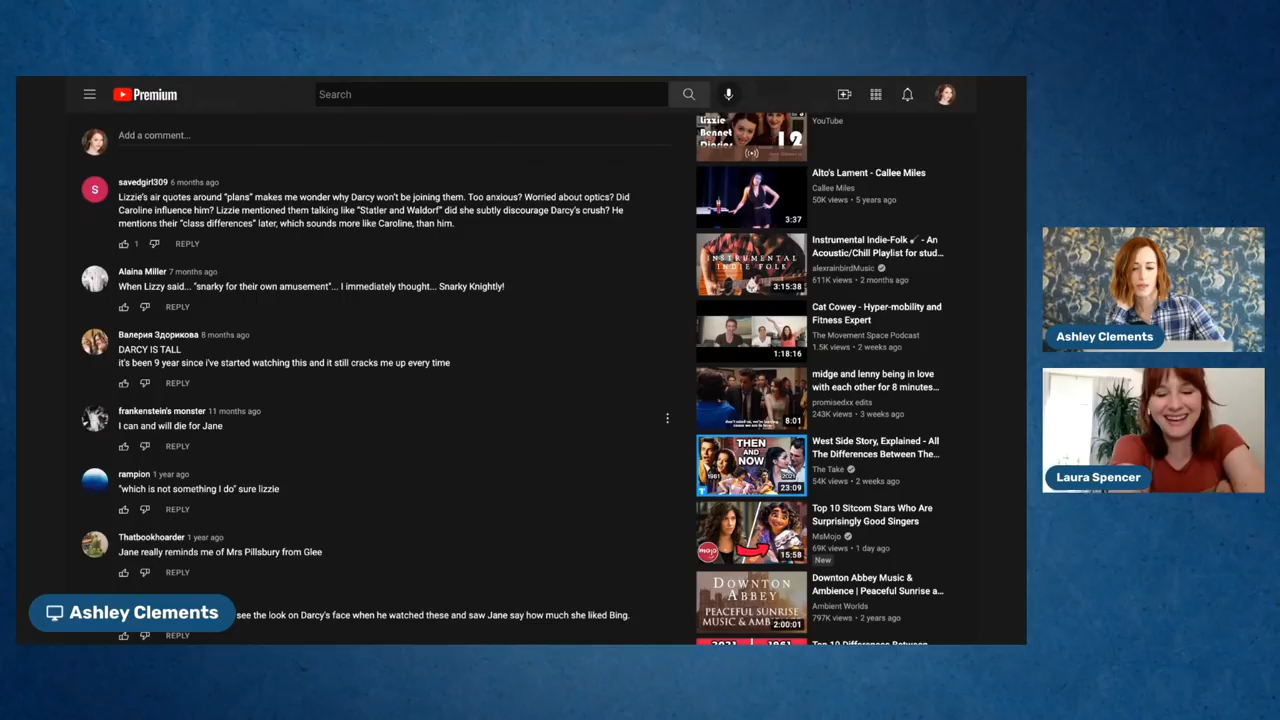 Premium
Search
Add a comment...
savedgirl309 6 months ago
Lizzie's air quotes around "plans" makes me wonder why Darcy won't be joining them. Too anxious? Worried about optics? Did
Caroline influence him? Lizzie mentioned them talking like "Statler and Waldorf" did she subtly discourage Darcy's crush? He
mentions their "class differences" later, which sounds more like Caroline, than him.
1 REPLY
Alaina Miller 7 months ago
When Lizzy said... "snarky for their own amusement"... I immediately thought... Snarky Knightly!
REPLY
Валерия Здорикова 8 months ago
DARCY IS TALL
it's been 9 year since i've started watching this and it still cracks me up every time
REPLY
frankenstein's monster 11 months ago
I can and will die for Jane
REPLY
rampion 1 year ago
"which is not something I do" sure lizzie
REPLY
Thatbookhoarder 1 year ago
Jane really reminds me of Mrs Pillsbury from Glee
REPLY
see the look on Darcy's face when he watched these and saw Jane say how much she liked Bing.
REPLY
Ashley Clements
Lizzie
Bennet
Diaries
12
YouTube
3:37
Alto's Lament - Callee Miles
Callee Miles
50K views • 5 years ago
INSTRUMENTAL
INDIE FOLK
3:15:38
Instrumental Indie-Folk - An
Acoustic/Chill Playlist for stud...
alexrainbirdMusic
611K views • 2 months ago
1:18:16
Cat Cowey - Hyper-mobility and
Fitness Expert
The Movement Space Podcast
1.5K views • 2 weeks ago
8:01
midge and lenny being in love
with each other for 8 minutes...
promisedxx edits
243K views • 3 weeks ago
THEN
AND
NOW
1961
2021
23:09
West Side Story, Explained - All
The Differences Between The...
The Take
54K views • 2 weeks ago
mojo
15:58
Top 10 Sitcom Stars Who Are
Surprisingly Good Singers
MsMojo
69K views • 1 day ago
New
DOWNTON
ABBEY
PEACEFUL SUNRISE
MUSIC & AMB
2:00:01
Downton Abbey Music &
Ambience | Peaceful Sunrise a...
Ambient Worlds
797K views • 2 years ago
2021 1961
Top 10 Differences Between
Ashley Clements
Laura Spencer